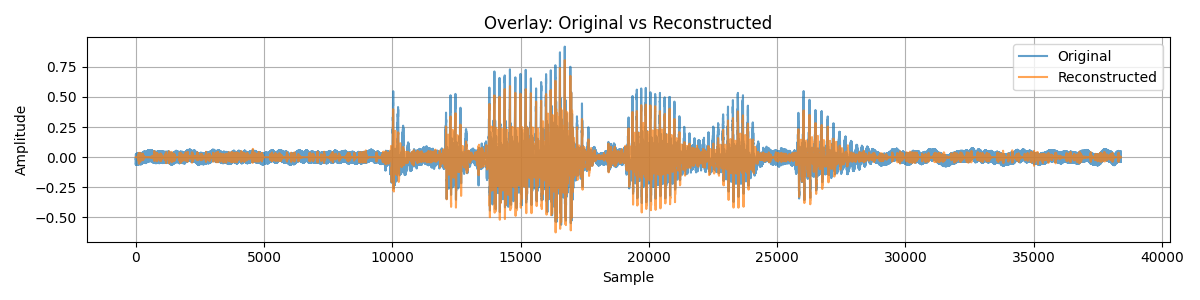 Overlay: Original vs Reconstructed
Original
Reconstructed
0.75
0.50
0.25
0.00
−0.25
−0.50
Amplitude
0 5000 10000 15000 20000 25000 30000 35000 40000
Sample